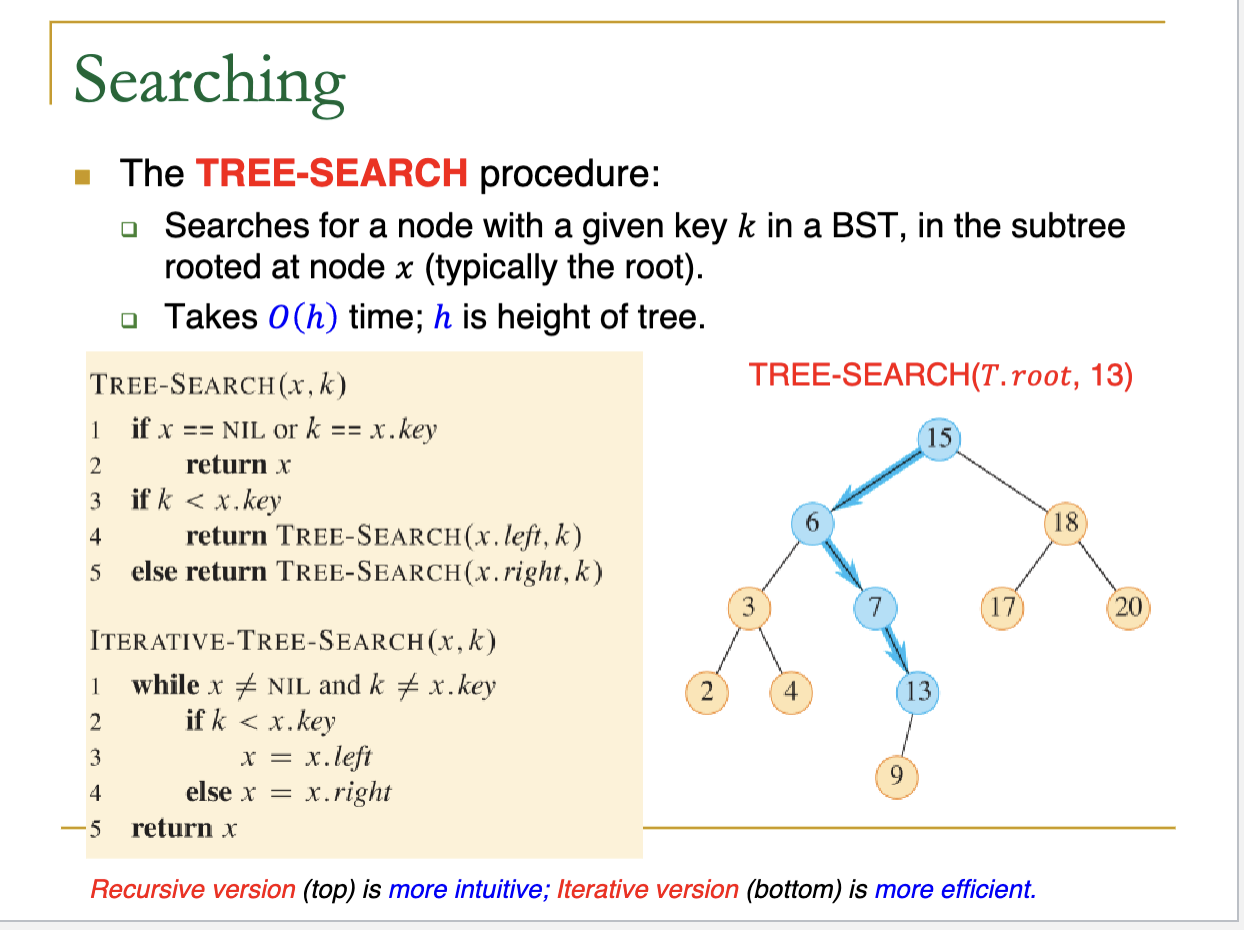 Searching
The TREE-SEARCH procedure:
Searches for a node with a given key k in a BST, in the subtree
rooted at node x (typically the root).
Takes O(h) time; h is height of tree.
TREE-SEARCH(x, k)
1 if x == NIL or k == x.key
2 return x
3 if k < x.key
4 return TREE-SEARCH(x.left, k)
5 else return TREE-SEARCH(x.right, k)
ITERATIVE-TREE-SEARCH(x, k)
1 while x ≠ NIL and k ≠ x.key
2 if k < x.key
3 x = x.left
4 else x = x.right
5 return x
TREE-SEARCH(T.root, 13)
15
6 18
3 7 17 20
2 4 13
9
Recursive version (top) is more intuitive; Iterative version (bottom) is more efficient.